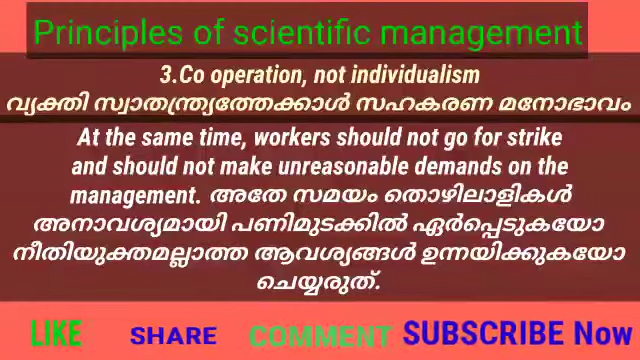 Principles of scientific management
3.Co operation, not individualism
വ്യക്തി സ്വാതന്ത്ര്യത്തേക്കാൾ സഹകരണ മനോഭാവം
At the same time, workers should not go for strike
and should not make unreasonable demands on the
management. അതേ സമയം തൊഴിലാളികൾ
അനാവശ്യമായി പണിമുടക്കിൽ ഏർപ്പെടുകയോ
നീതിയുക്തമല്ലാത്ത ആവശ്യങ്ങൾ ഉന്നയിക്കുകയോ
ചെയ്യരുത്.
LIKE SHARE COMMENT SUBSCRIBE Now